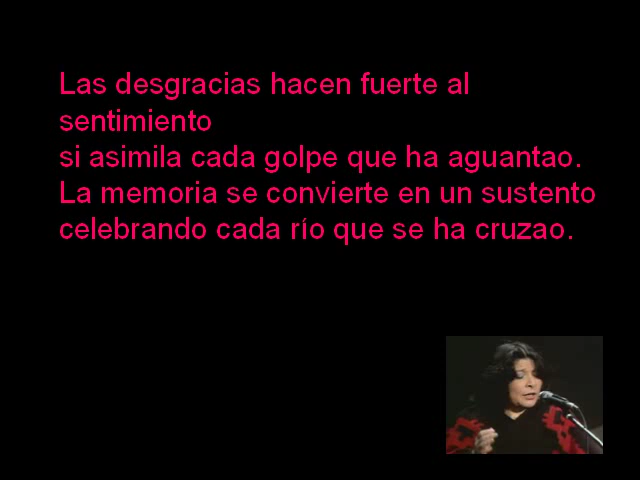 Las desgracias hacen fuerte al
sentimiento
si asimila cada golpe que ha aguantao.
La memoria se convierte en un sustento
celebrando cada río que se ha cruzao.